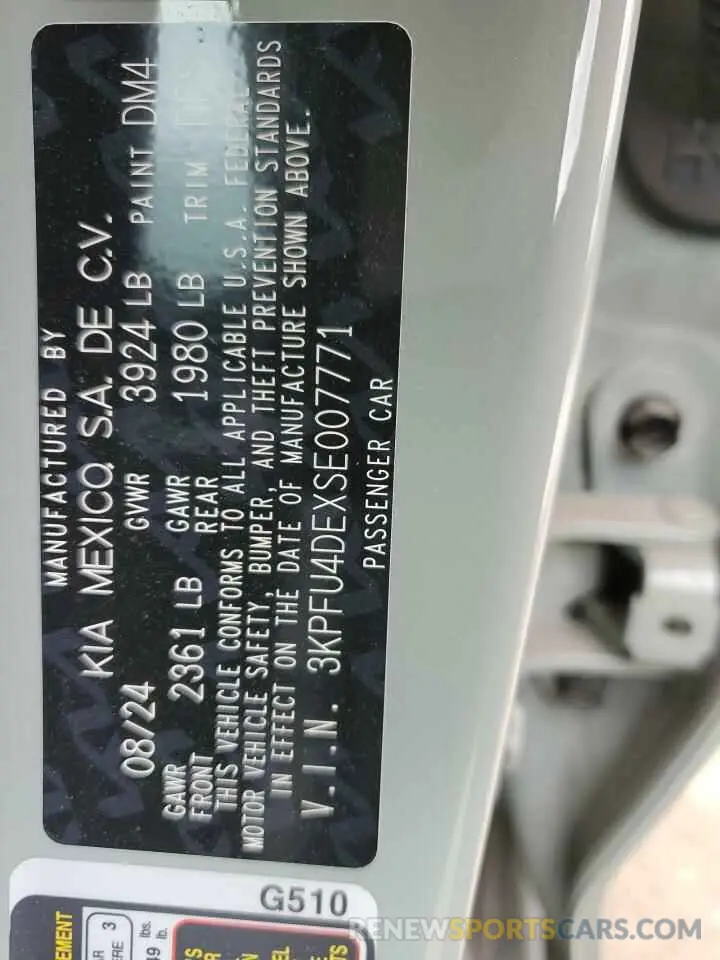 MANUFACTURED BY
KIA MEXICO, S.A. DE C.V.
08/24 GVWR 3924 LB PAINT DM4
GAWR FRONT 2361 LB GAWR REAR 1980 LB TRIM
THIS VEHICLE CONFORMS TO ALL APPLICABLE U.S.A. FEDERAL
MOTOR VEHICLE SAFETY, BUMPER, AND THEFT PREVENTION STANDARDS
IN EFFECT ON THE DATE OF MANUFACTURE SHOWN ABOVE.
V.I.N. 3KPFU4DEXSE007771
PASSENGER CAR
G510
RENEWSPORTSCARS.COM